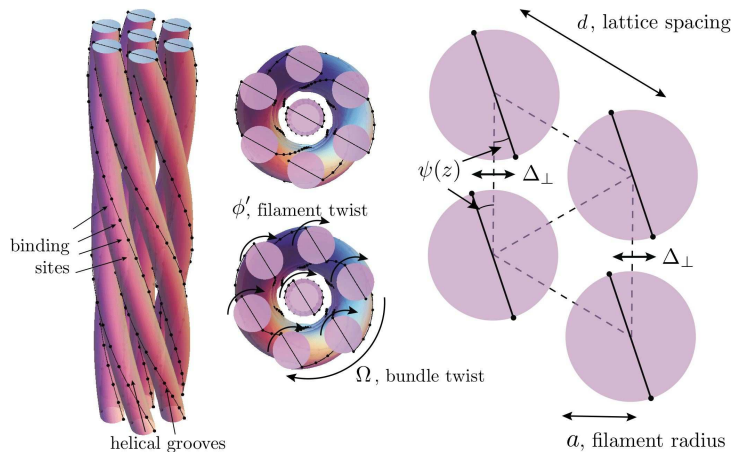 d, lattice spacing
ψ(z)
Δ⊥
ϕ′, filament twist
binding
sites
Δ⊥
Ω, bundle twist
helical grooves
a, filament radius